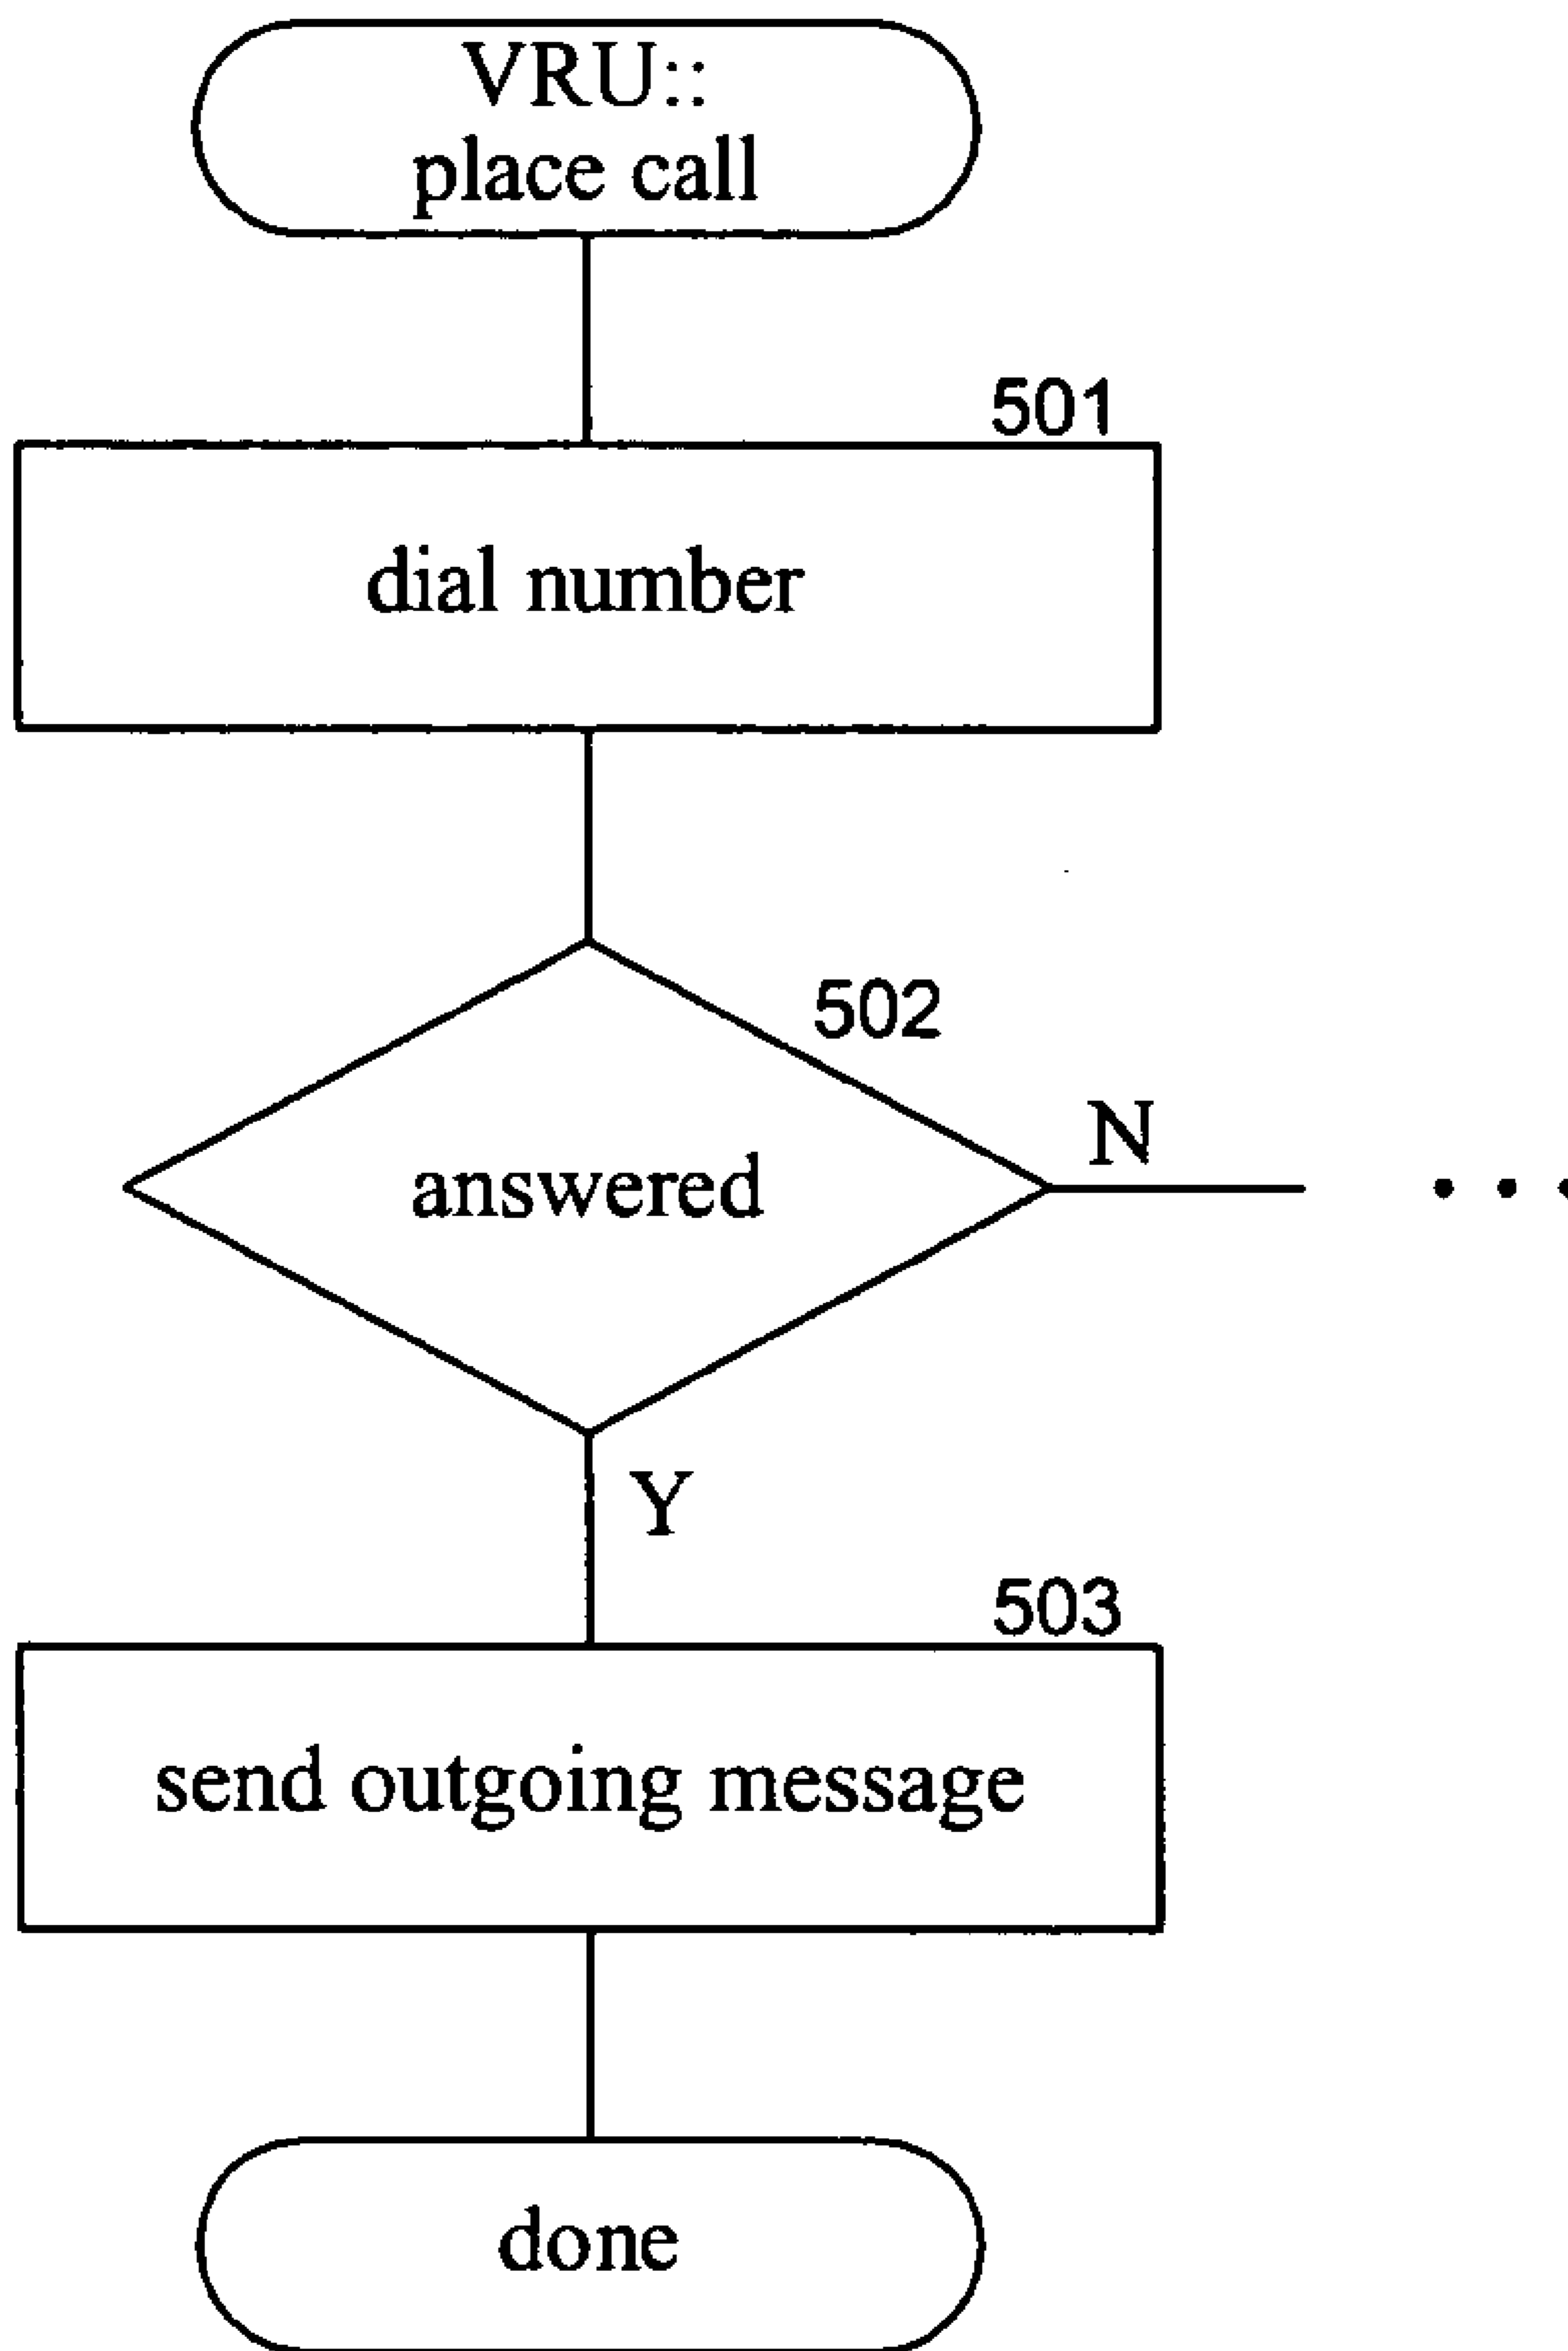 VRU::
place call
501
dial number
502
N
answered
. . .
Y
503
send outgoing message
done